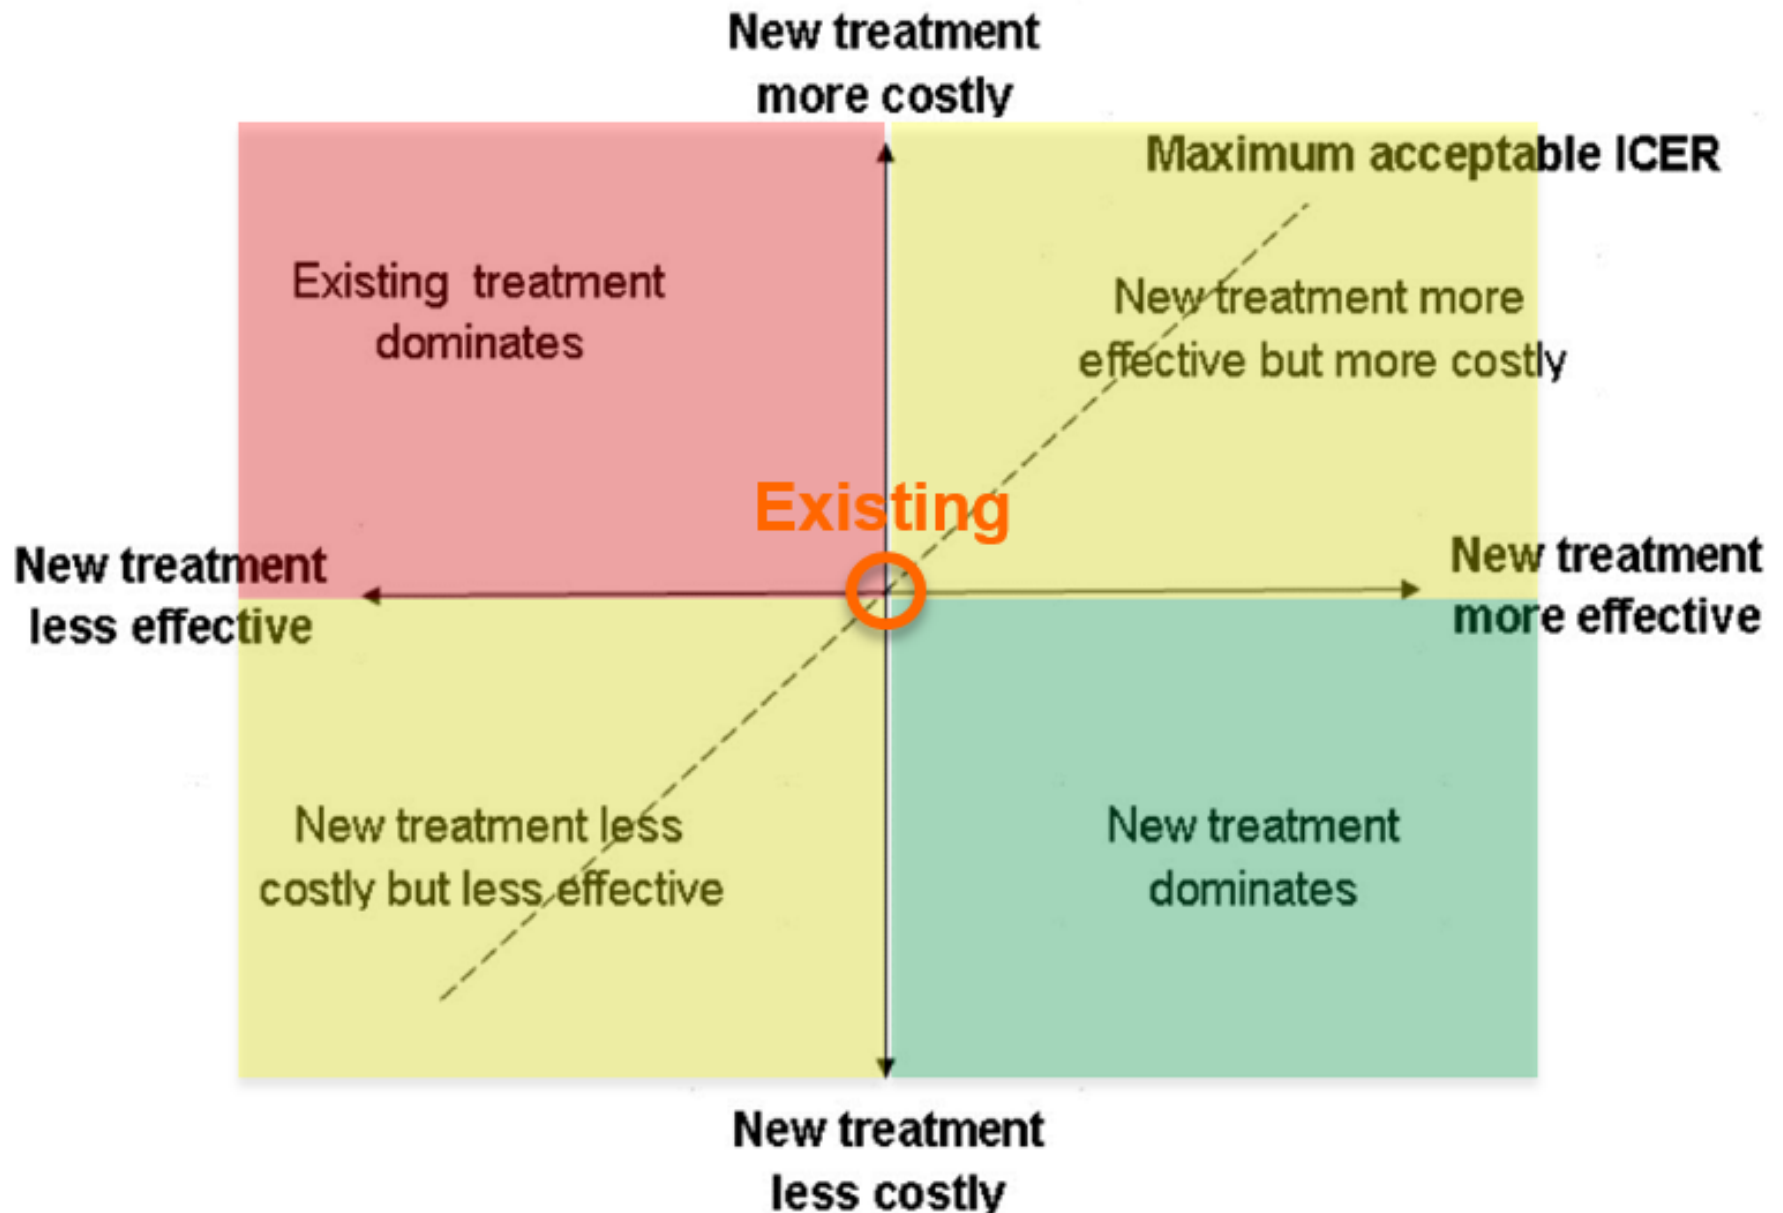 New treatment
more costly
Maximum acceptable ICER
Existing treatment
dominates
New treatment more
effective but more costly
Existing
New treatment
less effective
New treatment
more effective
New treatment less
costly but less effective
New treatment
dominates
New treatment
less costly